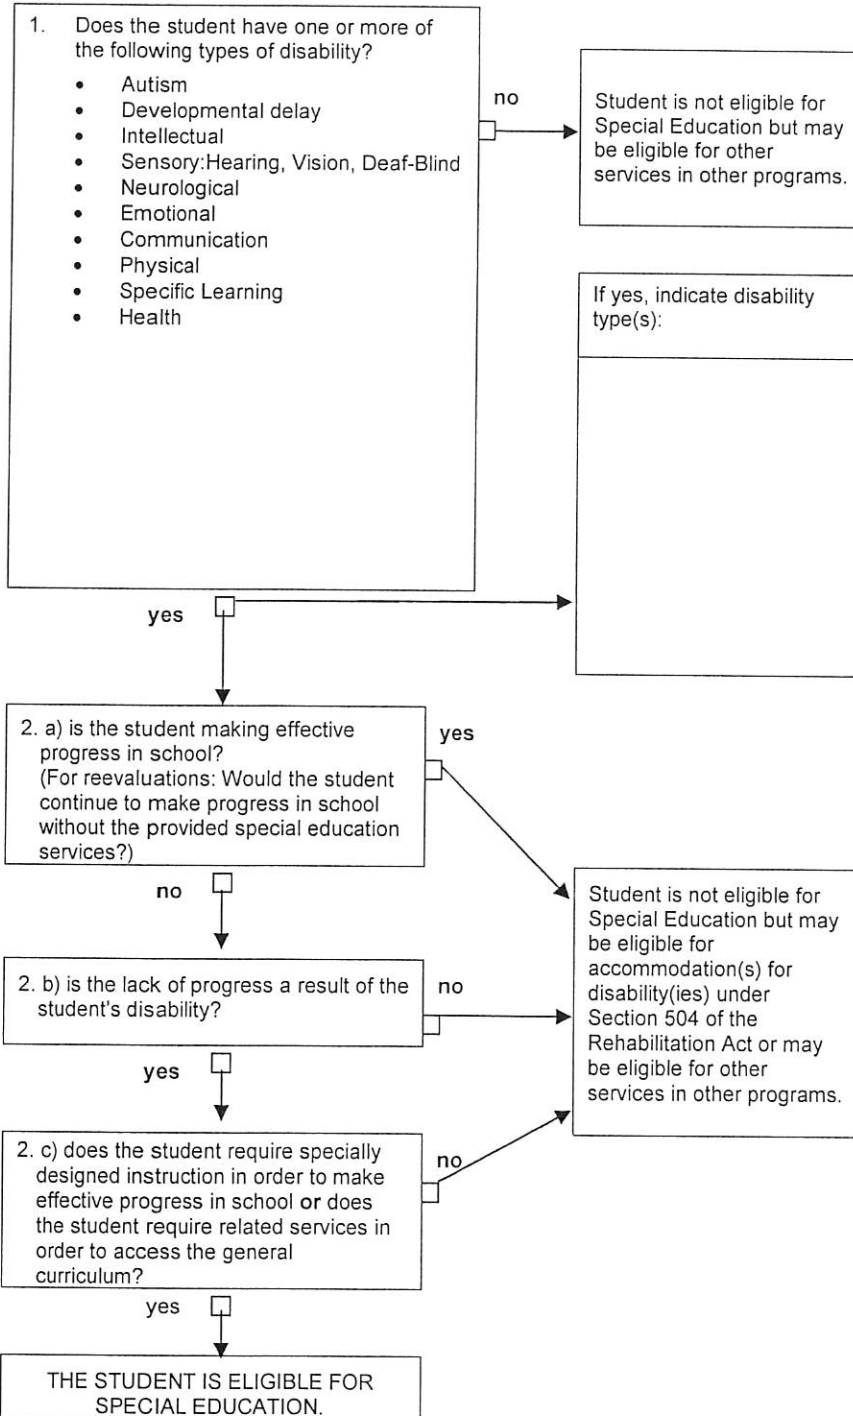 1. Does the student have one or more of
the following types of disability?
• Autism
• Developmental delay
• Intellectual
• Sensory:Hearing, Vision, Deaf-Blind
• Neurological
• Emotional
• Communication
• Physical
• Specific Learning
• Health
no
Student is not eligible for
Special Education but may
be eligible for other
services in other programs.
If yes, indicate disability
type(s):
yes
2. a) is the student making effective
progress in school?
(For reevaluations: Would the student
continue to make progress in school
without the provided special education
services?)
yes
no
Student is not eligible for
Special Education but may
be eligible for
accommodation(s) for
disability(ies) under
Section 504 of the
Rehabilitation Act or may
be eligible for other
services in other programs.
2. b) is the lack of progress a result of the
student's disability?
no
yes
2. c) does the student require specially
designed instruction in order to make
effective progress in school or does
the student require related services in
order to access the general
curriculum?
no
yes
THE STUDENT IS ELIGIBLE FOR
SPECIAL EDUCATION.